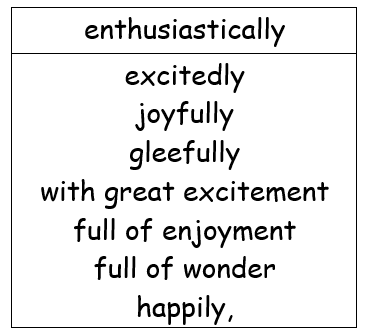 enthusiastically
excitedly
joyfully
gleefully
with great excitement
full of enjoyment
full of wonder
happily,